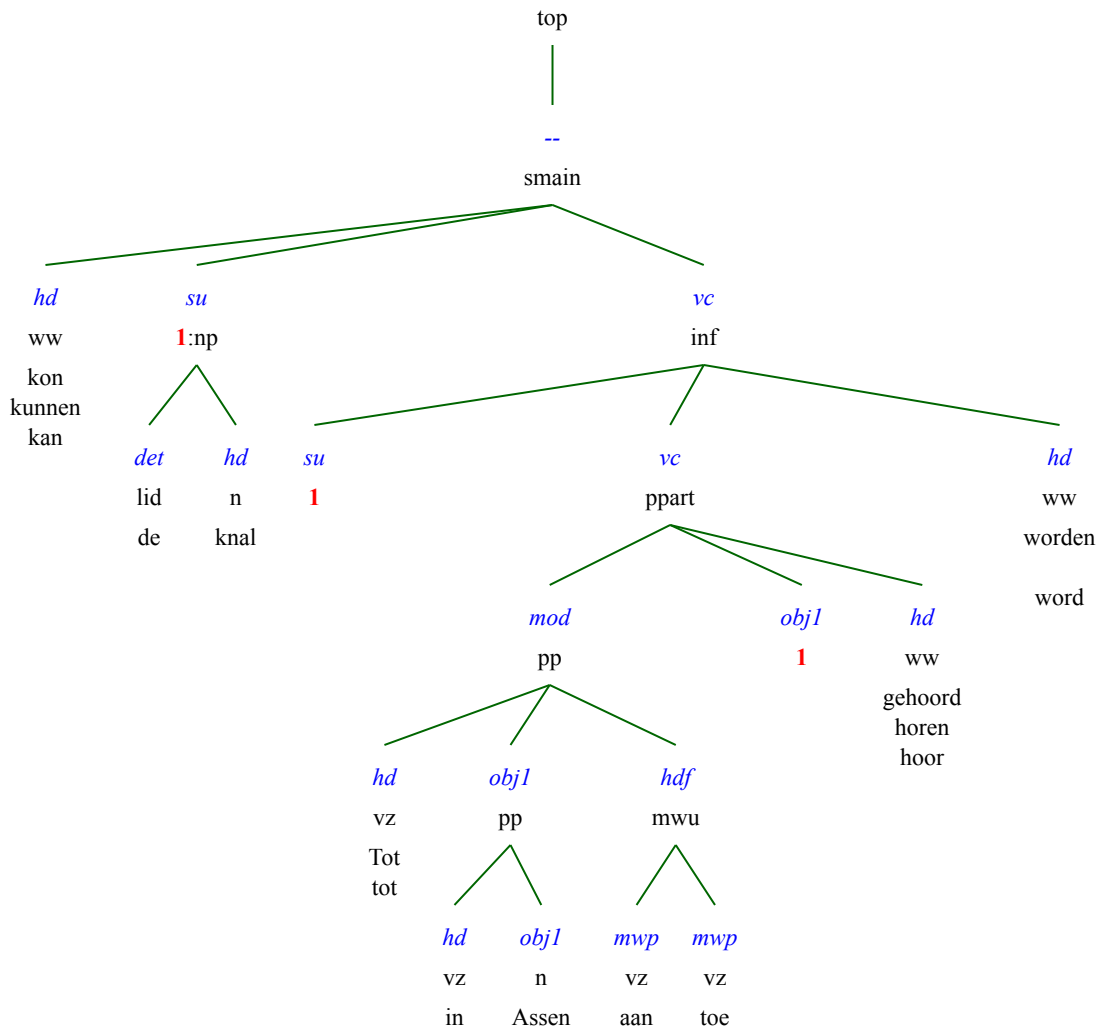 top
--
smain
hd su vc
ww 1:np inf
kon
kunnen
kan
det hd su vc hd
lid n 1 ppart ww
de knal worden
word
mod obj1 hd
pp 1 ww
gehoord
horen
hoor
hd obj1 hdf
vz pp mwu
Tot
tot
hd obj1 mwp mwp
vz n vz vz
in Assen aan toe